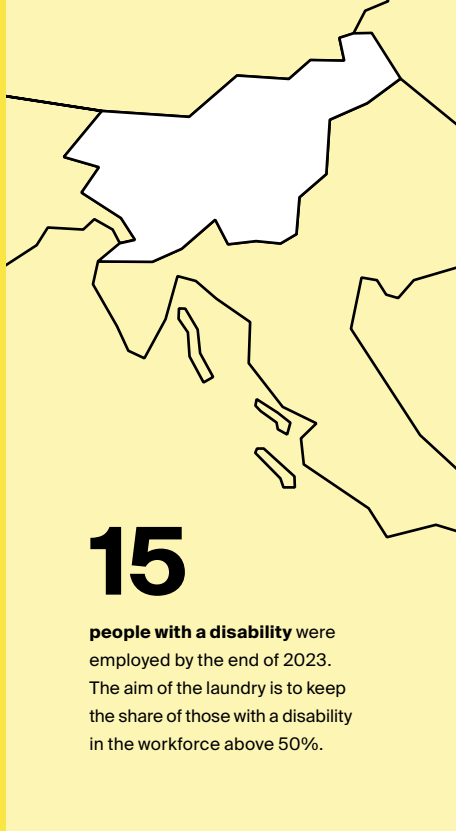 15
people with a disability were
employed by the end of 2023.
The aim of the laundry is to keep
the share of those with a disability
in the workforce above 50%.